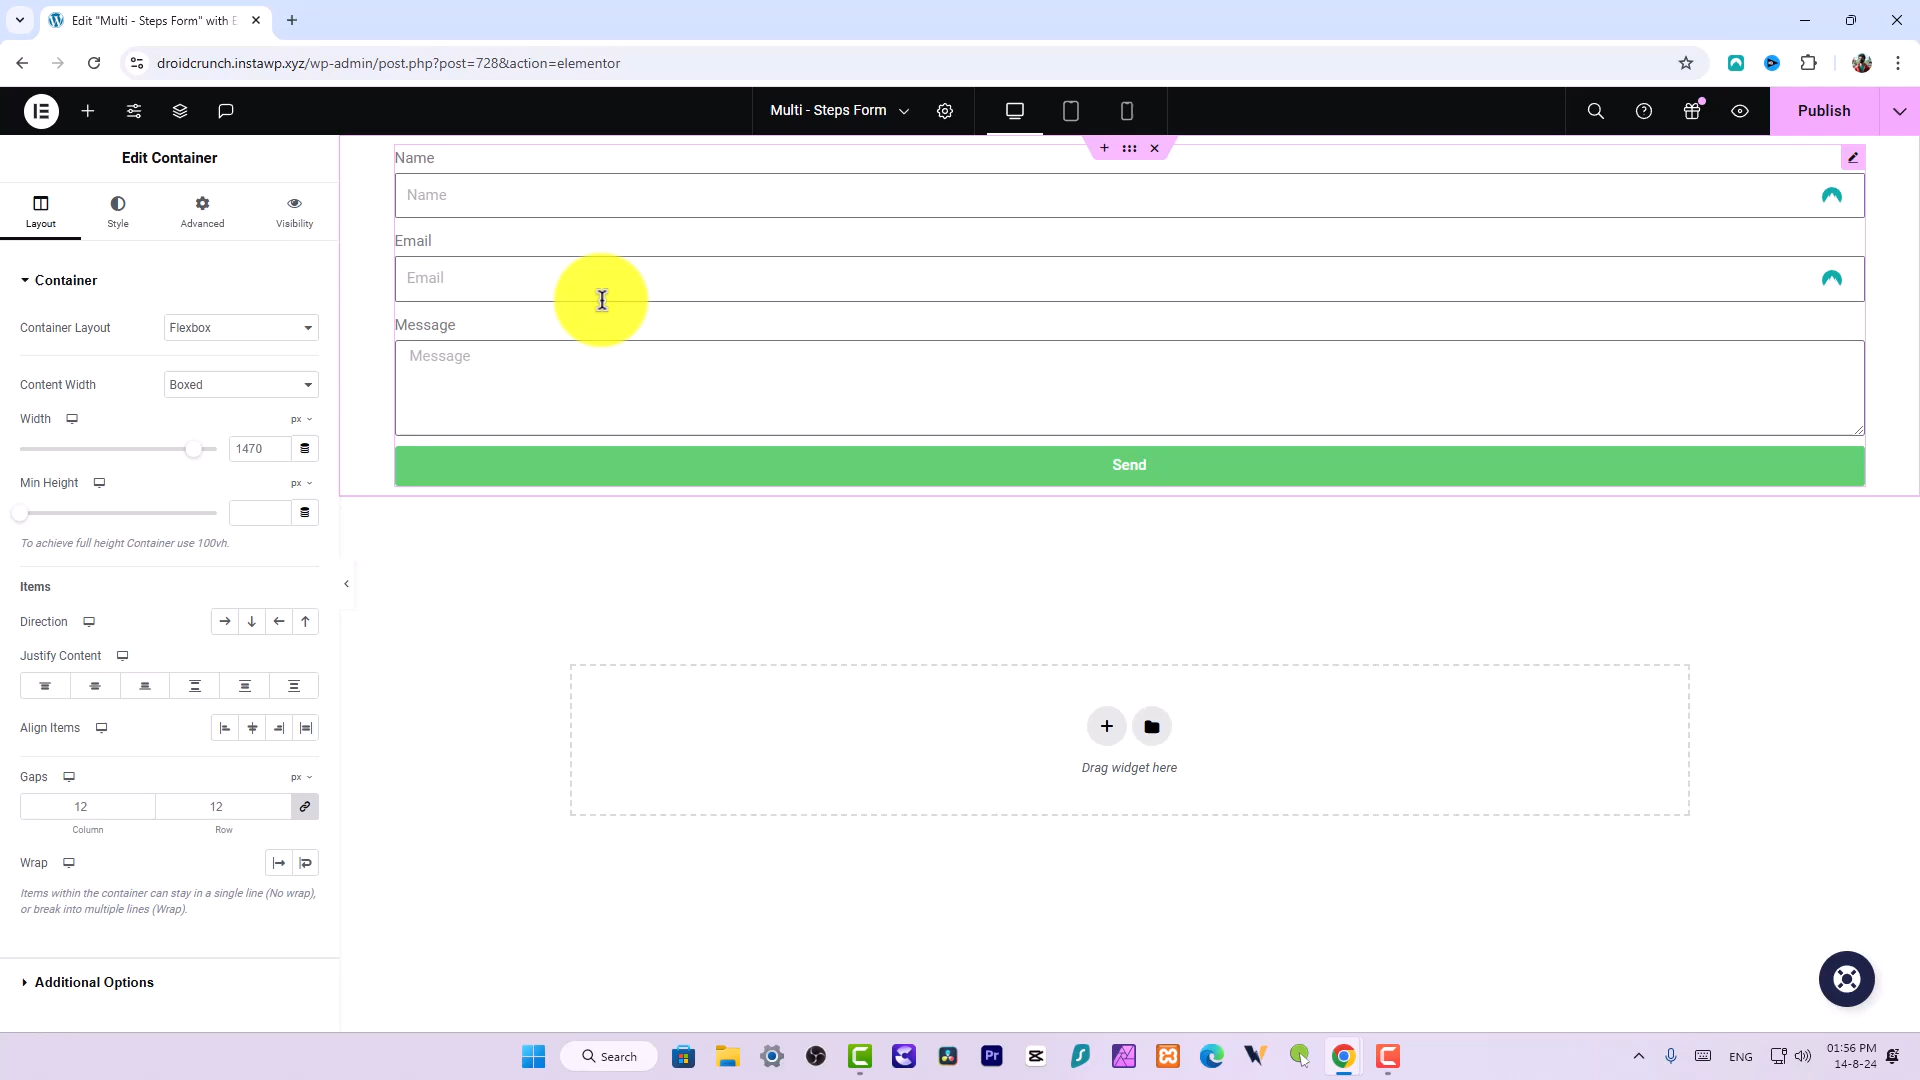 Edit "Multi - Steps Form" with E
droidcrunch.instawp.xyz/wp-admin/post.php?post=728&action=elementor
Multi - Steps Form
Publish
Edit Container
Layout
Style
Advanced
Visibility
Container
Container Layout
Flexbox
Content Width
Boxed
Width
px
1470
Min Height
px
To achieve full height Container use 100vh.
Items
Direction
Justify Content
Align Items
Gaps
px
12
12
Column
Row
Wrap
Items within the container can stay in a single line (No wrap),
or break into multiple lines (Wrap).
Additional Options
Name
Name
Email
Email
Message
Message
Send
Drag widget here
Search
Pr
ENG
01:56 PM
14-8-24